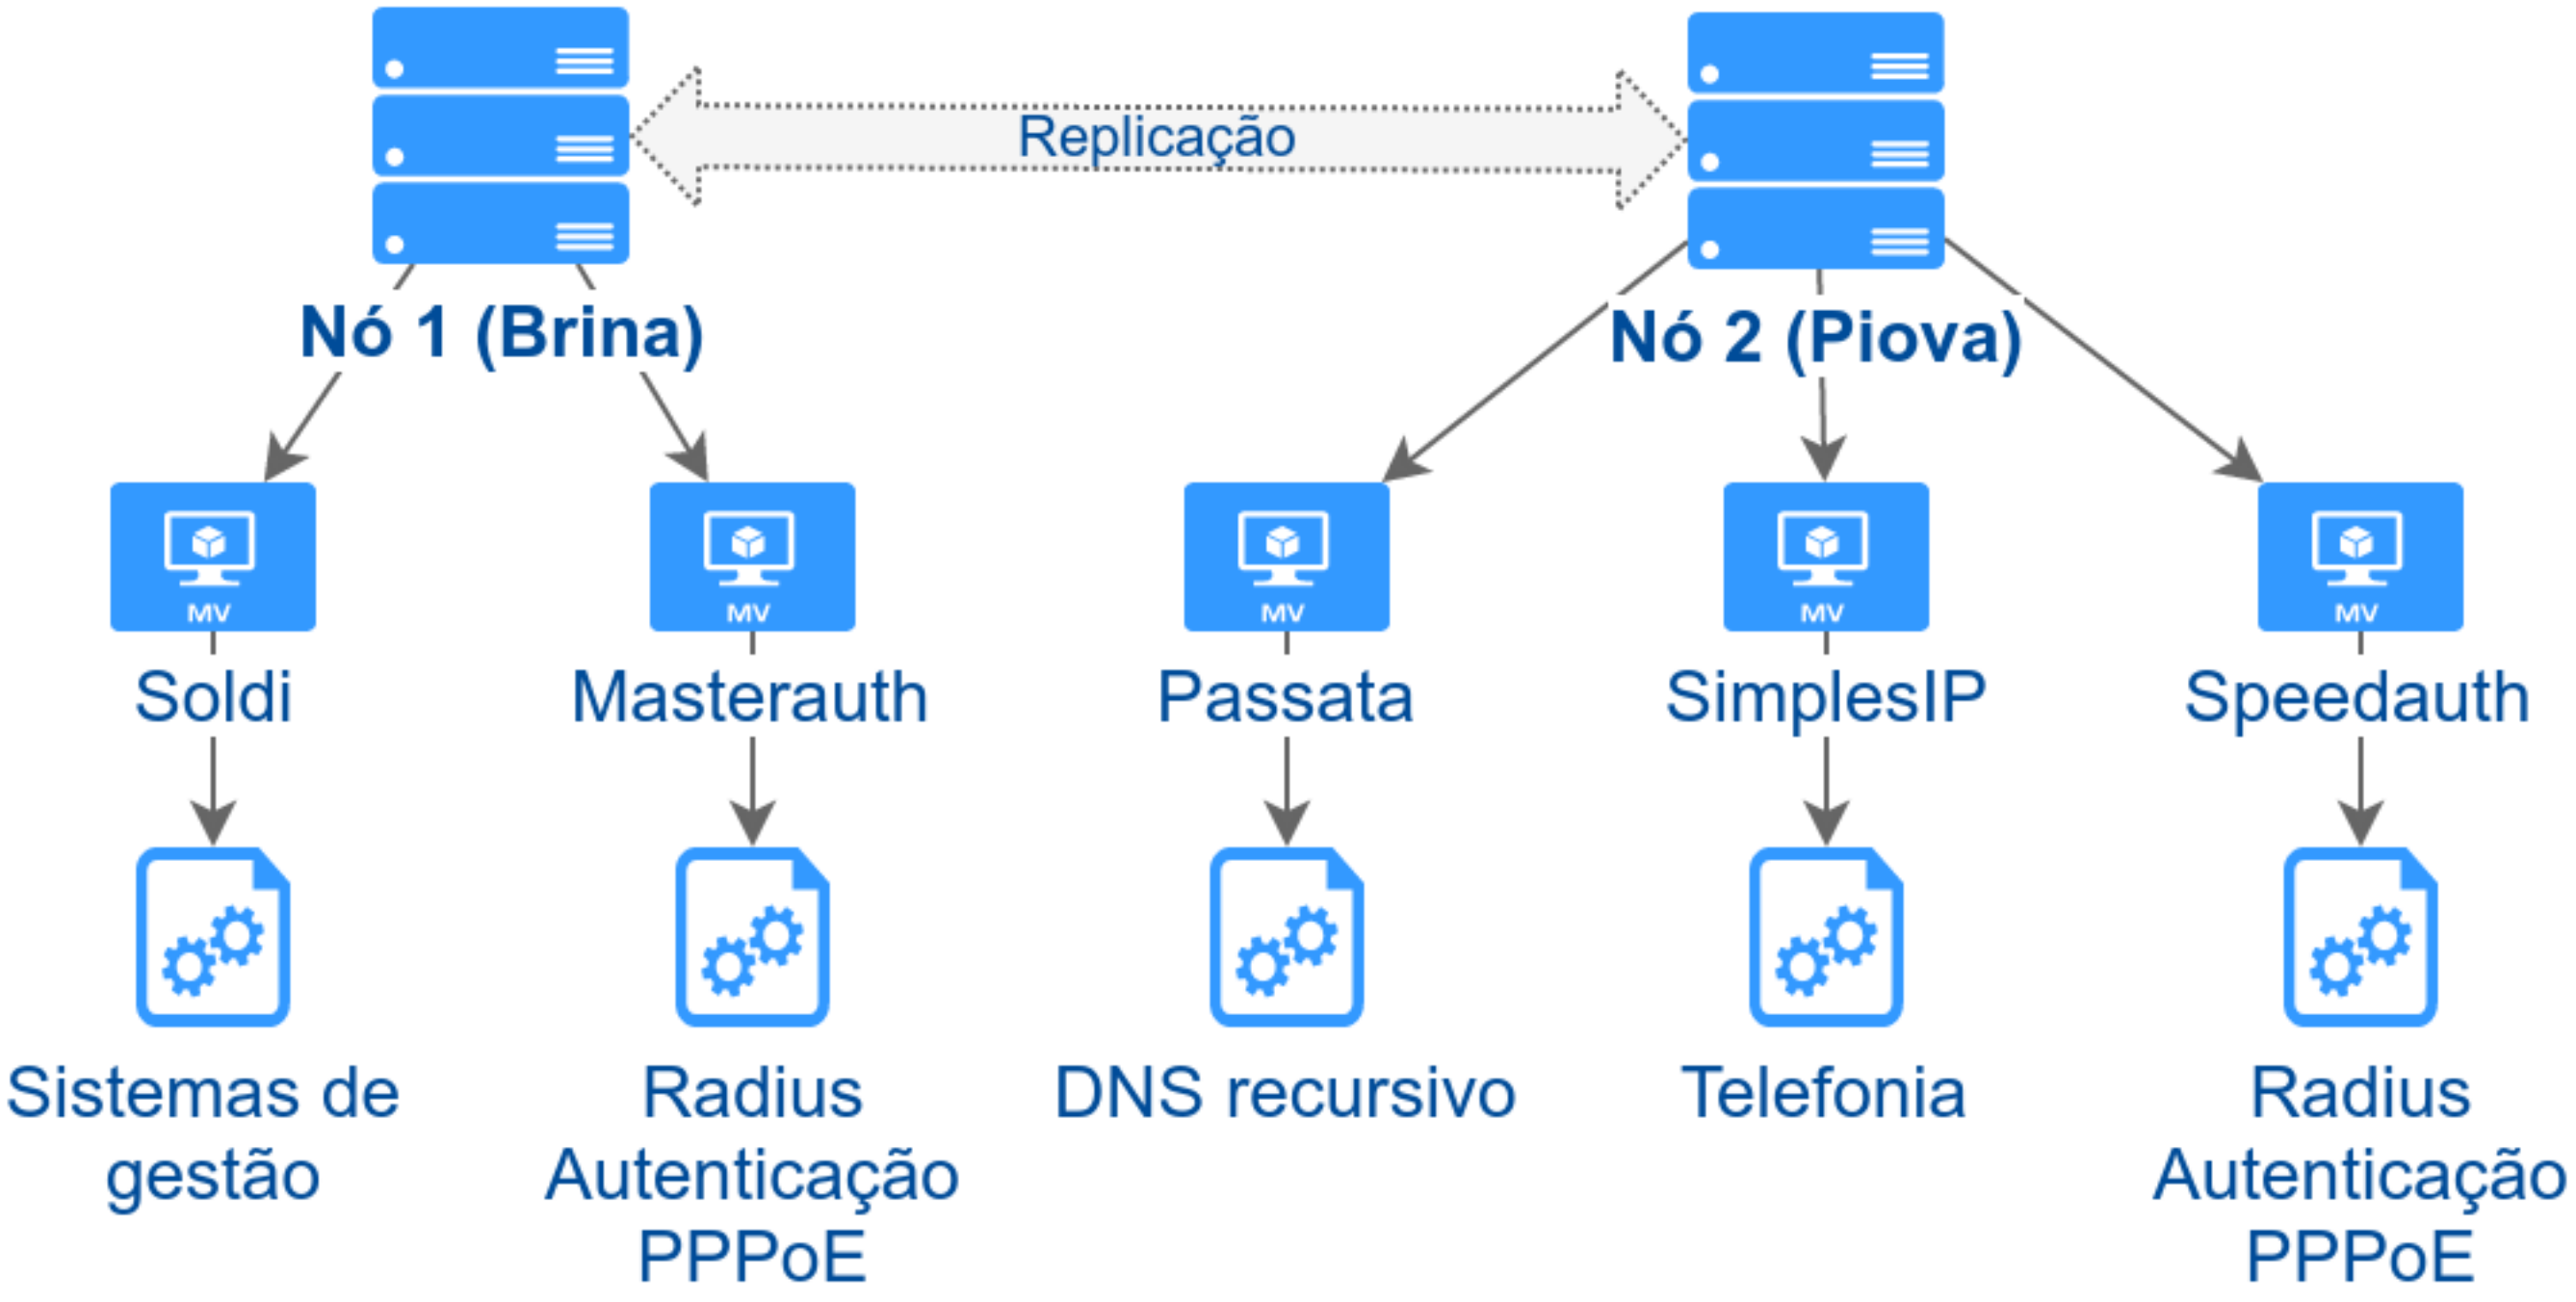 Replicação
Nó 1 (Brina)
Nó 2 (Piova)
MV
MV
MV
MV
MV
Soldi
Masterauth
Passata
SimplesIP
Speedauth
Sistemas de
gestão
Radius
Autenticação
PPPoE
DNS recursivo
Telefonia
Radius
Autenticação
PPPoE